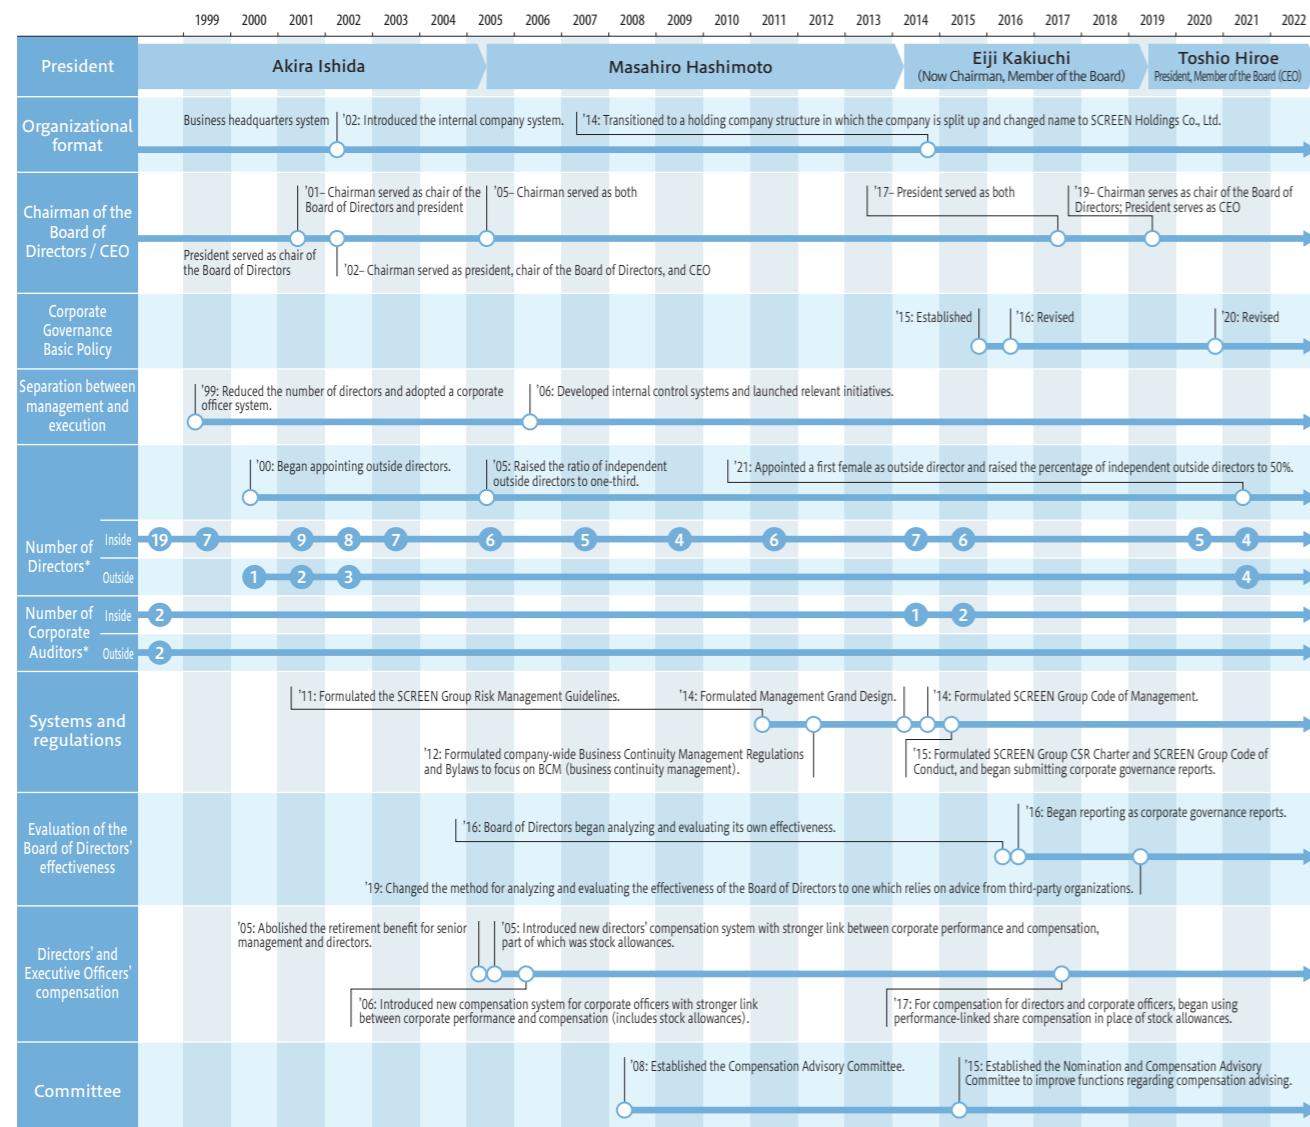 1999 2000 2001 2002 2003 2004 2005 2006 2007 2008 2009 2010 2011 2012 2013 2014 2015 2016 2017 2018 2019 2020 2021 2022
President
Akira Ishida
Masahiro Hashimoto
Eiji Kakiuchi
(Now Chairman, Member of the Board)
Toshio Hiroe
President, Member of the Board (CEO)
Organizational
format
Business headquarters system
'02: Introduced the internal company system.
'14: Transitioned to a holding company structure in which the company is split up and changed name to SCREEN Holdings Co., Ltd.
Chairman of the
Board of
Directors / CEO
President served as chair of
the Board of Directors
'01– Chairman served as chair of the
Board of Directors and president
'02– Chairman served as president, chair of the Board of Directors, and CEO
'05– Chairman served as both
'17– President served as both
'19– Chairman serves as chair of the Board of
Directors; President serves as CEO
Corporate
Governance
Basic Policy
'15: Established
'16: Revised
'20: Revised
Separation between
management and
execution
'99: Reduced the number of directors and adopted a corporate
officer system.
'06: Developed internal control systems and launched relevant initiatives.
'00: Began appointing outside directors.
'05: Raised the ratio of independent
outside directors to one-third.
'21: Appointed a first female as outside director and raised the percentage of independent outside directors to 50%.
Number of
Directors*
Inside
19 7 9 8 7 6 5 4 6 7 6 5 4
Outside
1 2 3 4
Number of
Corporate
Auditors*
Inside
2 1 2
Outside
2
Systems and
regulations
'11: Formulated the SCREEN Group Risk Management Guidelines.
'14: Formulated Management Grand Design.
'14: Formulated SCREEN Group Code of Management.
'12: Formulated company-wide Business Continuity Management Regulations
and Bylaws to focus on BCM (business continuity management).
'15: Formulated SCREEN Group CSR Charter and SCREEN Group Code of
Conduct, and began submitting corporate governance reports.
Evaluation of the
Board of Directors'
effectiveness
'16: Board of Directors began analyzing and evaluating its own effectiveness.
'16: Began reporting as corporate governance reports.
'19: Changed the method for analyzing and evaluating the effectiveness of the Board of Directors to one which relies on advice from third-party organizations.
Directors' and
Executive Officers'
compensation
'05: Abolished the retirement benefit for senior
management and directors.
'05: Introduced new directors' compensation system with stronger link between corporate performance and compensation,
part of which was stock allowances.
'06: Introduced new compensation system for corporate officers with stronger link
between corporate performance and compensation (includes stock allowances).
'17: For compensation for directors and corporate officers, began using
performance-linked share compensation in place of stock allowances.
Committee
'08: Established the Compensation Advisory Committee.
'15: Established the Nomination and Compensation Advisory
Committee to improve functions regarding compensation advising.